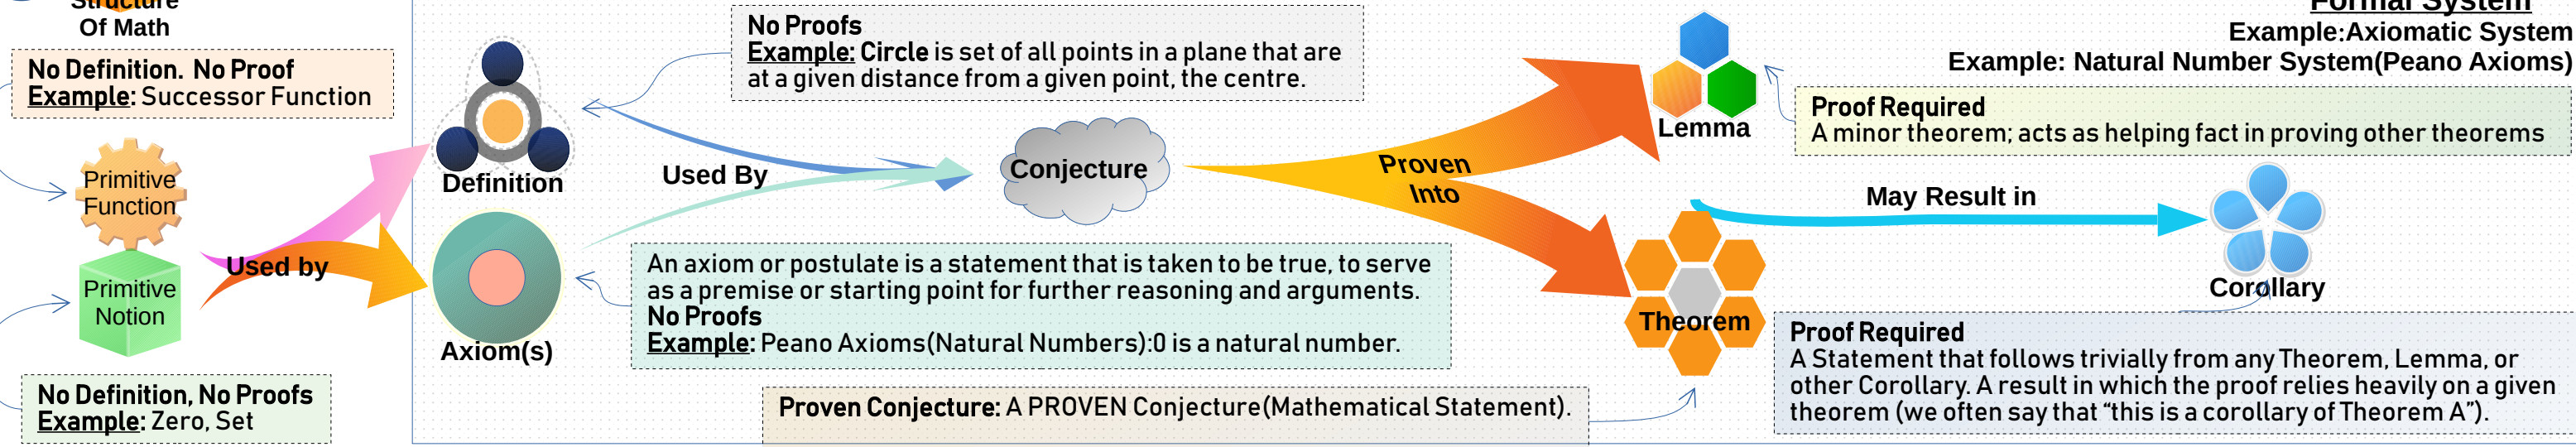 Structure
Of Math
No Definition. No Proof
Example: Successor Function
Primitive
Function
Primitive
Notion
No Definition, No Proofs
Example: Zero, Set
Used by
Definition
Axiom(s)
No Proofs
Example: Circle is set of all points in a plane that are
at a given distance from a given point, the centre.
Used By
Conjecture
An axiom or postulate is a statement that is taken to be true, to serve
as a premise or starting point for further reasoning and arguments.
No Proofs
Example: Peano Axioms(Natural Numbers):0 is a natural number.
Proven Conjecture: A PROVEN Conjecture(Mathematical Statement).
Proven
Into
Lemma
Theorem
Formal System
Example:Axiomatic System
Example: Natural Number System(Peano Axioms)
Proof Required
A minor theorem; acts as helping fact in proving other theorems
May Result in
Corollary
Proof Required
A Statement that follows trivially from any Theorem, Lemma, or
other Corollary. A result in which the proof relies heavily on a given
theorem (we often say that “this is a corollary of Theorem A”).